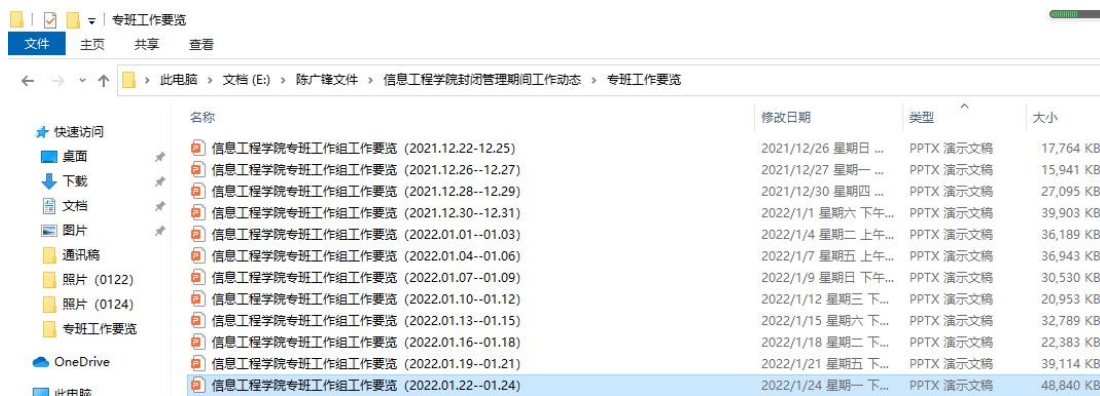 专班工作要览
文件 主页 共享 查看
此电脑 › 文档 (E:) › 陈广锋文件 › 信息工程学院封闭管理期间工作动态 › 专班工作要览
名称 修改日期 类型 大小
快速访问
桌面
下载
文档
图片
通讯稿
照片（0122）
照片（0124）
专班工作要览
OneDrive
此电脑
信息工程学院专班工作组工作要览（2021.12.22-12.25） 2021/12/26 星期日 ... PPTX 演示文稿 17,764 KB
信息工程学院专班工作组工作要览（2021.12.26--12.27） 2021/12/27 星期一 ... PPTX 演示文稿 15,941 KB
信息工程学院专班工作组工作要览（2021.12.28--12.29） 2021/12/30 星期四 ... PPTX 演示文稿 27,095 KB
信息工程学院专班工作组工作要览（2021.12.30--12.31） 2022/1/1 星期六 下午... PPTX 演示文稿 39,903 KB
信息工程学院专班工作组工作要览（2022.01.01--01.03） 2022/1/4 星期二 上午... PPTX 演示文稿 36,189 KB
信息工程学院专班工作组工作要览（2022.01.04--01.06） 2022/1/7 星期五 上午... PPTX 演示文稿 36,943 KB
信息工程学院专班工作组工作要览（2022.01.07--01.09） 2022/1/9 星期日 下午... PPTX 演示文稿 30,530 KB
信息工程学院专班工作组工作要览（2022.01.10--01.12） 2022/1/12 星期三 下... PPTX 演示文稿 20,953 KB
信息工程学院专班工作组工作要览（2022.01.13--01.15） 2022/1/15 星期六 下... PPTX 演示文稿 32,789 KB
信息工程学院专班工作组工作要览（2022.01.16--01.18） 2022/1/18 星期二 下... PPTX 演示文稿 22,383 KB
信息工程学院专班工作组工作要览（2022.01.19--01.21） 2022/1/21 星期五 下... PPTX 演示文稿 39,114 KB
信息工程学院专班工作组工作要览（2022.01.22--01.24） 2022/1/24 星期一 下... PPTX 演示文稿 48,840 KB